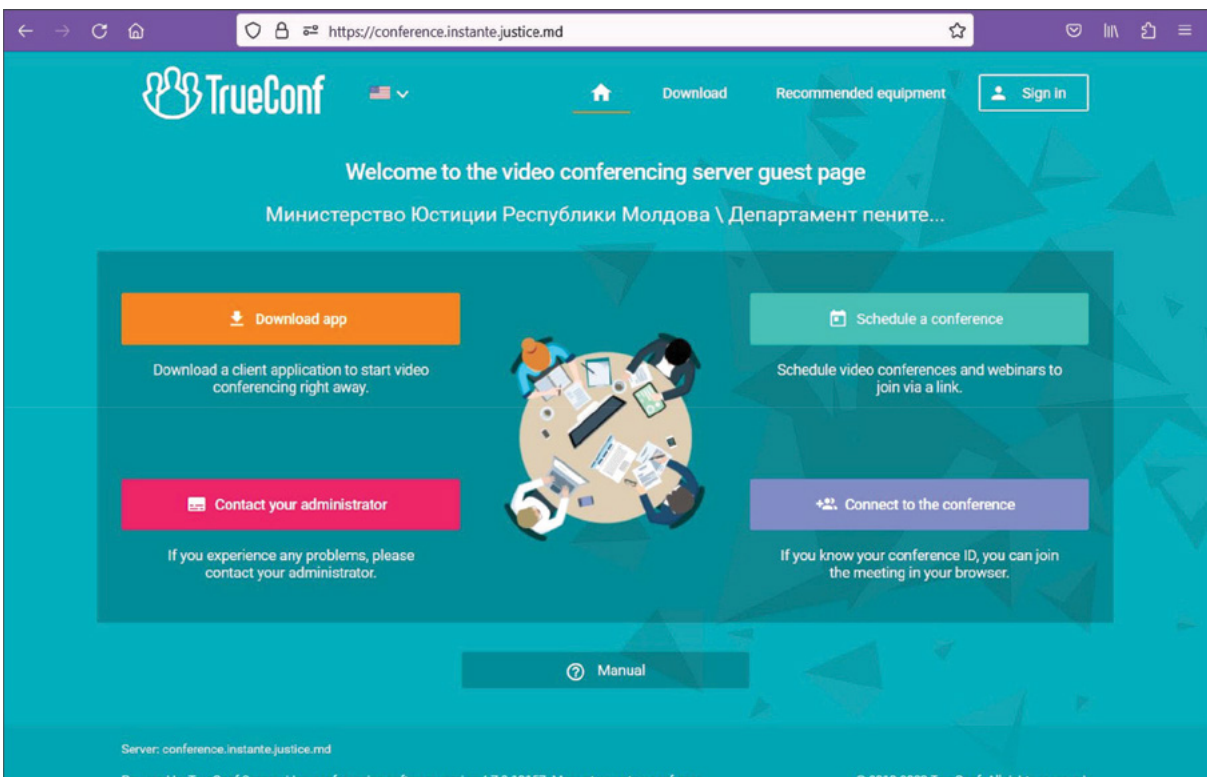 https://conference.instante.justice.md
TrueConf
Download
Recommended equipment
Sign in
Welcome to the video conferencing server guest page
Министерство Юстиции Республики Молдова \ Департамент пените...
Download app
Download a client application to start video
conferencing right away.
Schedule a conference
Schedule video conferences and webinars to
join via a link.
Contact your administrator
If you experience any problems, please
contact your administrator.
Connect to the conference
If you know your conference ID, you can join
the meeting in your browser.
Manual
Server: conference.instante.justice.md